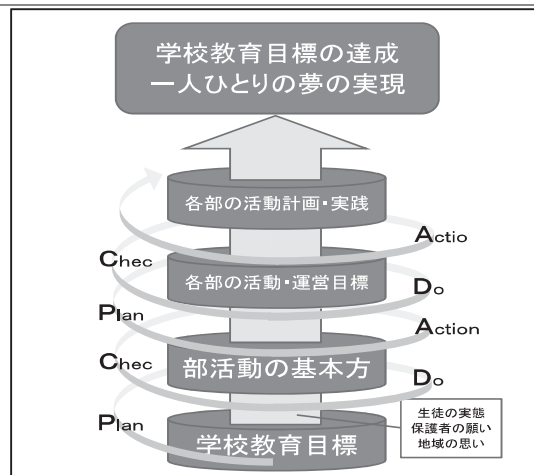 学校教育目標の達成
一人ひとりの夢の実現
各部の活動計画・実践
Actio
Chec
各部の活動・運営目標
Do
Plan
Action
Chec
部活動の基本方
Do
Plan
学校教育目標
生徒の実態
保護者の願い
地域の思い